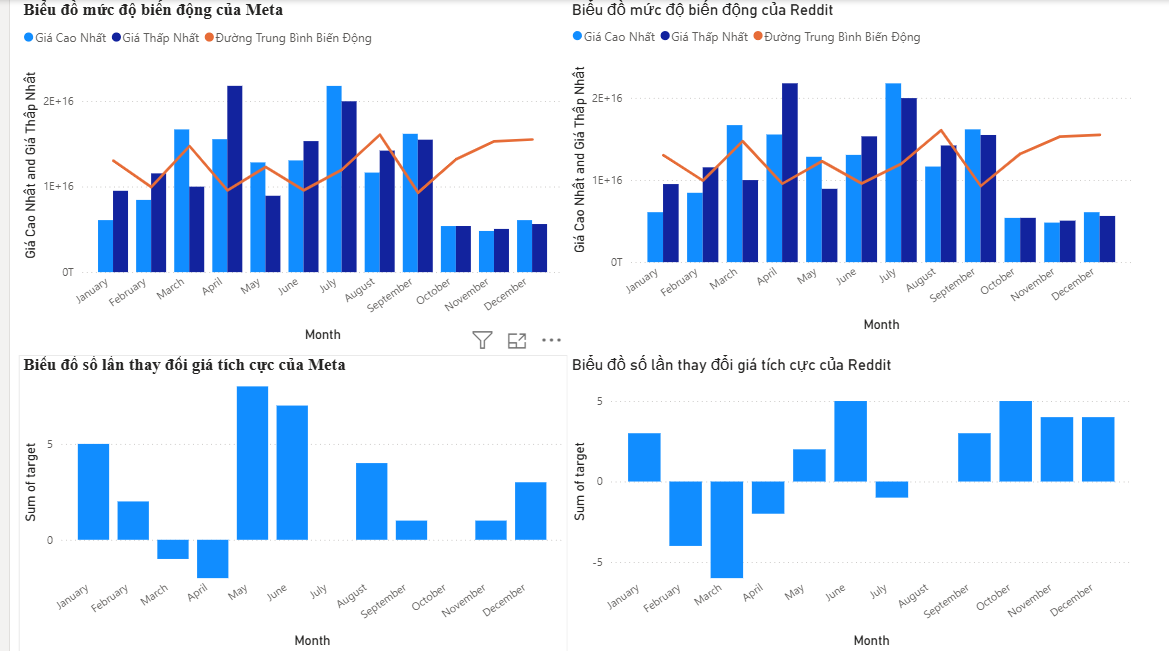 Biểu đồ mức độ biến động của Meta
Giá Cao Nhất Giá Thấp Nhất Đường Trung Bình Biến Động
Giá Cao Nhất and Giá Thấp Nhất
2E+16
1E+16
0T
January February March April May June July August September October November December
Month
Biểu đồ mức độ biến động của Reddit
Giá Cao Nhất Giá Thấp Nhất Đường Trung Bình Biến Động
Giá Cao Nhất and Giá Thấp Nhất
2E+16
1E+16
0T
January February March April May June July August September October November December
Month
Biểu đồ số lần thay đổi giá tích cực của Meta
Sum of target
5
0
January February March April May June July August September October November December
Month
Biểu đồ số lần thay đổi giá tích cực của Reddit
Sum of target
5
0
-5
January February March April May June July August September October November December
Month